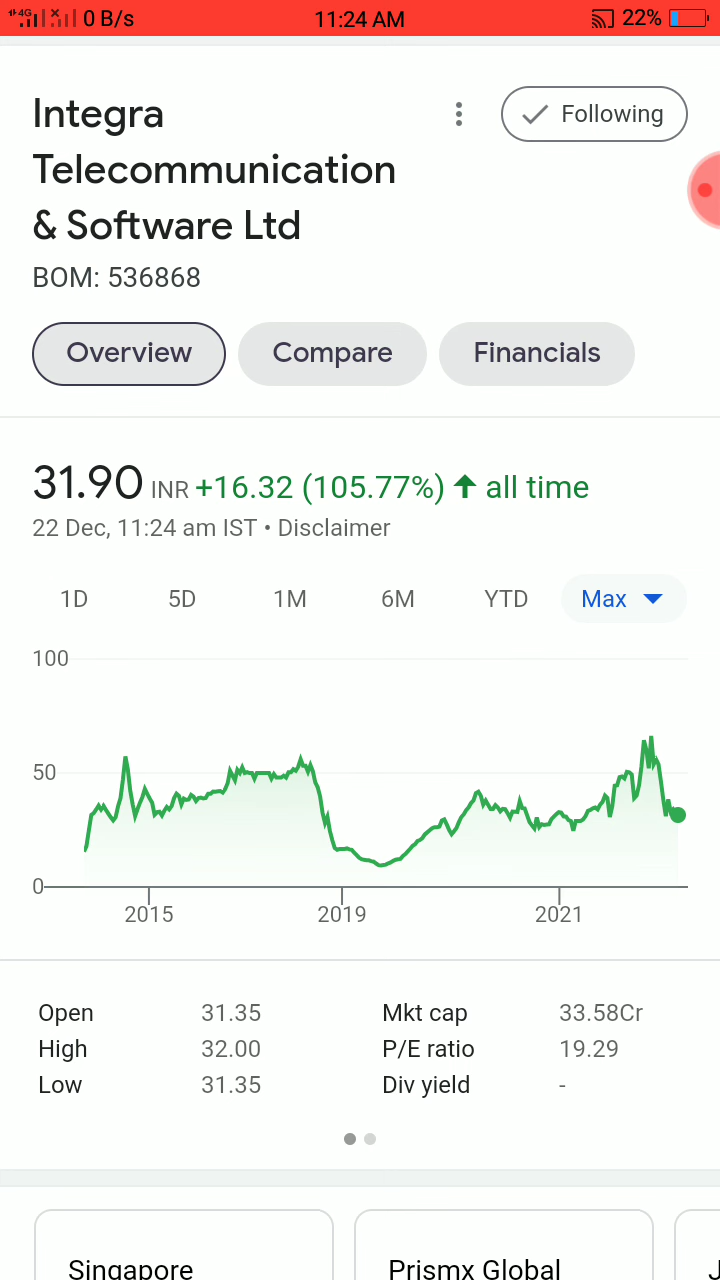 4G 0 B/s 11:24 AM 22%
Integra
Telecommunication
& Software Ltd
Following
BOM: 536868
Overview Compare Financials
31.90 INR +16.32 (105.77%) all time
22 Dec, 11:24 am IST • Disclaimer
1D 5D 1M 6M YTD Max
100
50
0
2015 2019 2021
Open 31.35 Mkt cap 33.58Cr
High 32.00 P/E ratio 19.29
Low 31.35 Div yield -
Singapore Prismx Global